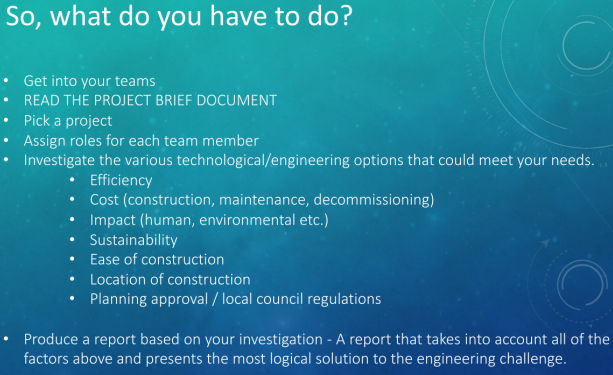 So, what do you have to do?
• Get into your teams
• READ THE PROJECT BRIEF DOCUMENT
• Pick a project
• Assign roles for each team member
• Investigate the various technological/engineering options that could meet your needs.
• Efficiency
• Cost (construction, maintenance, decommissioning)
• Impact (human, environmental etc.)
• Sustainability
• Ease of construction
• Location of construction
• Planning approval / local council regulations
• Produce a report based on your investigation - A report that takes into account all of the
factors above and presents the most logical solution to the engineering challenge.